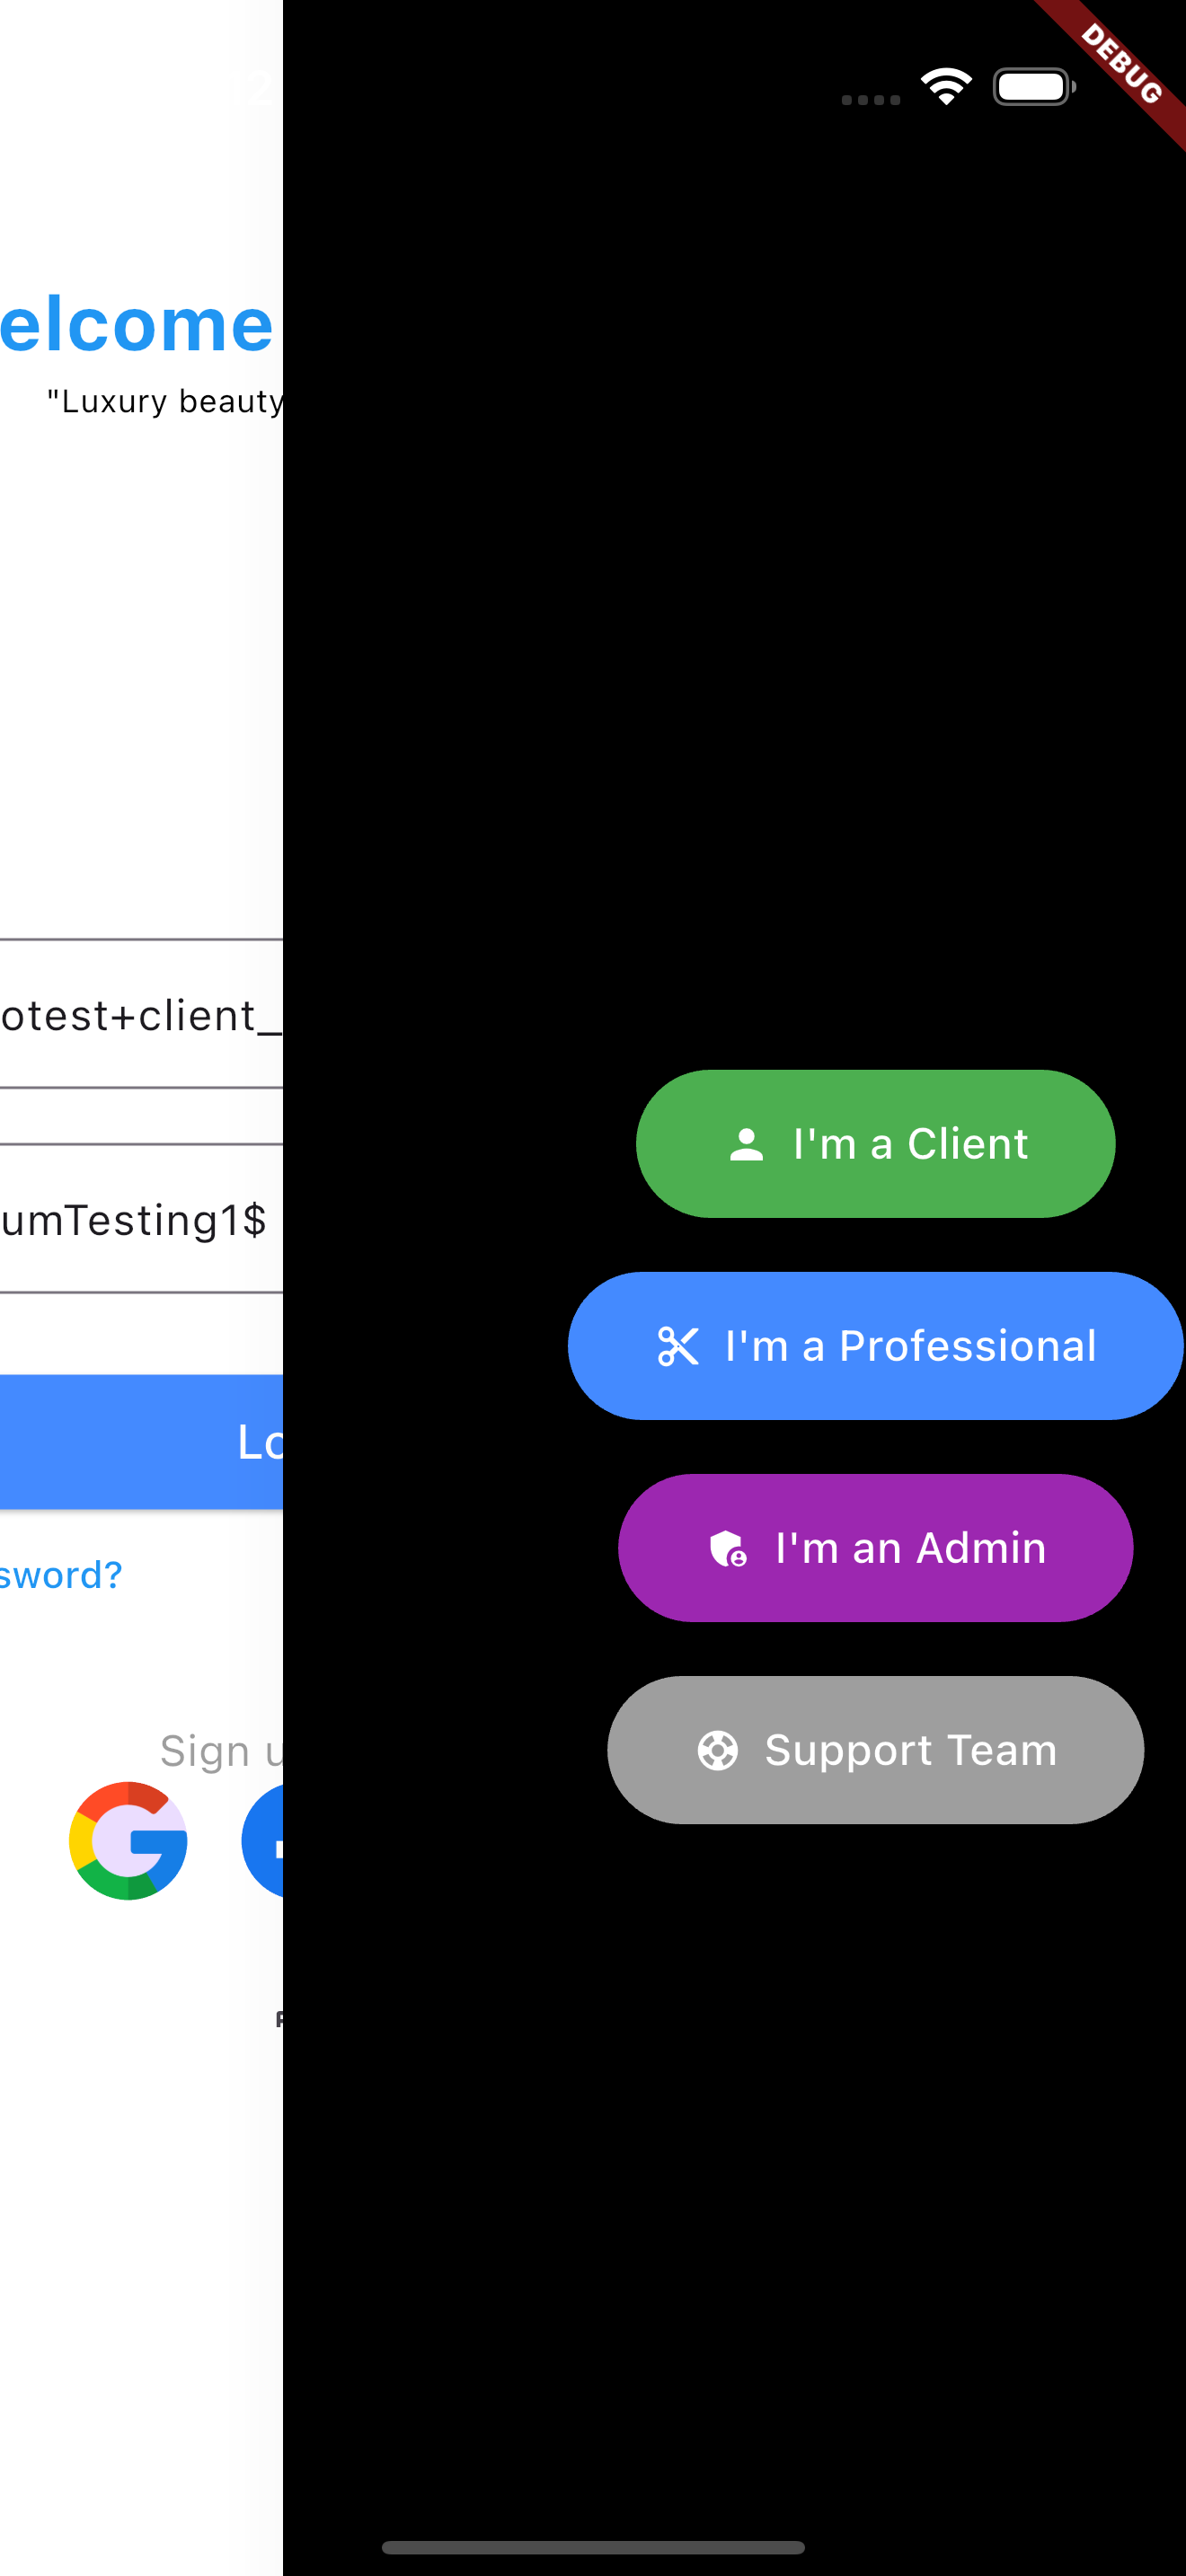 DEBUG
elcome
"Luxury beauty
otest+client_
umTesting1$
Lo
sword?
Sign u
I'm a Client
I'm a Professional
I'm an Admin
Support Team